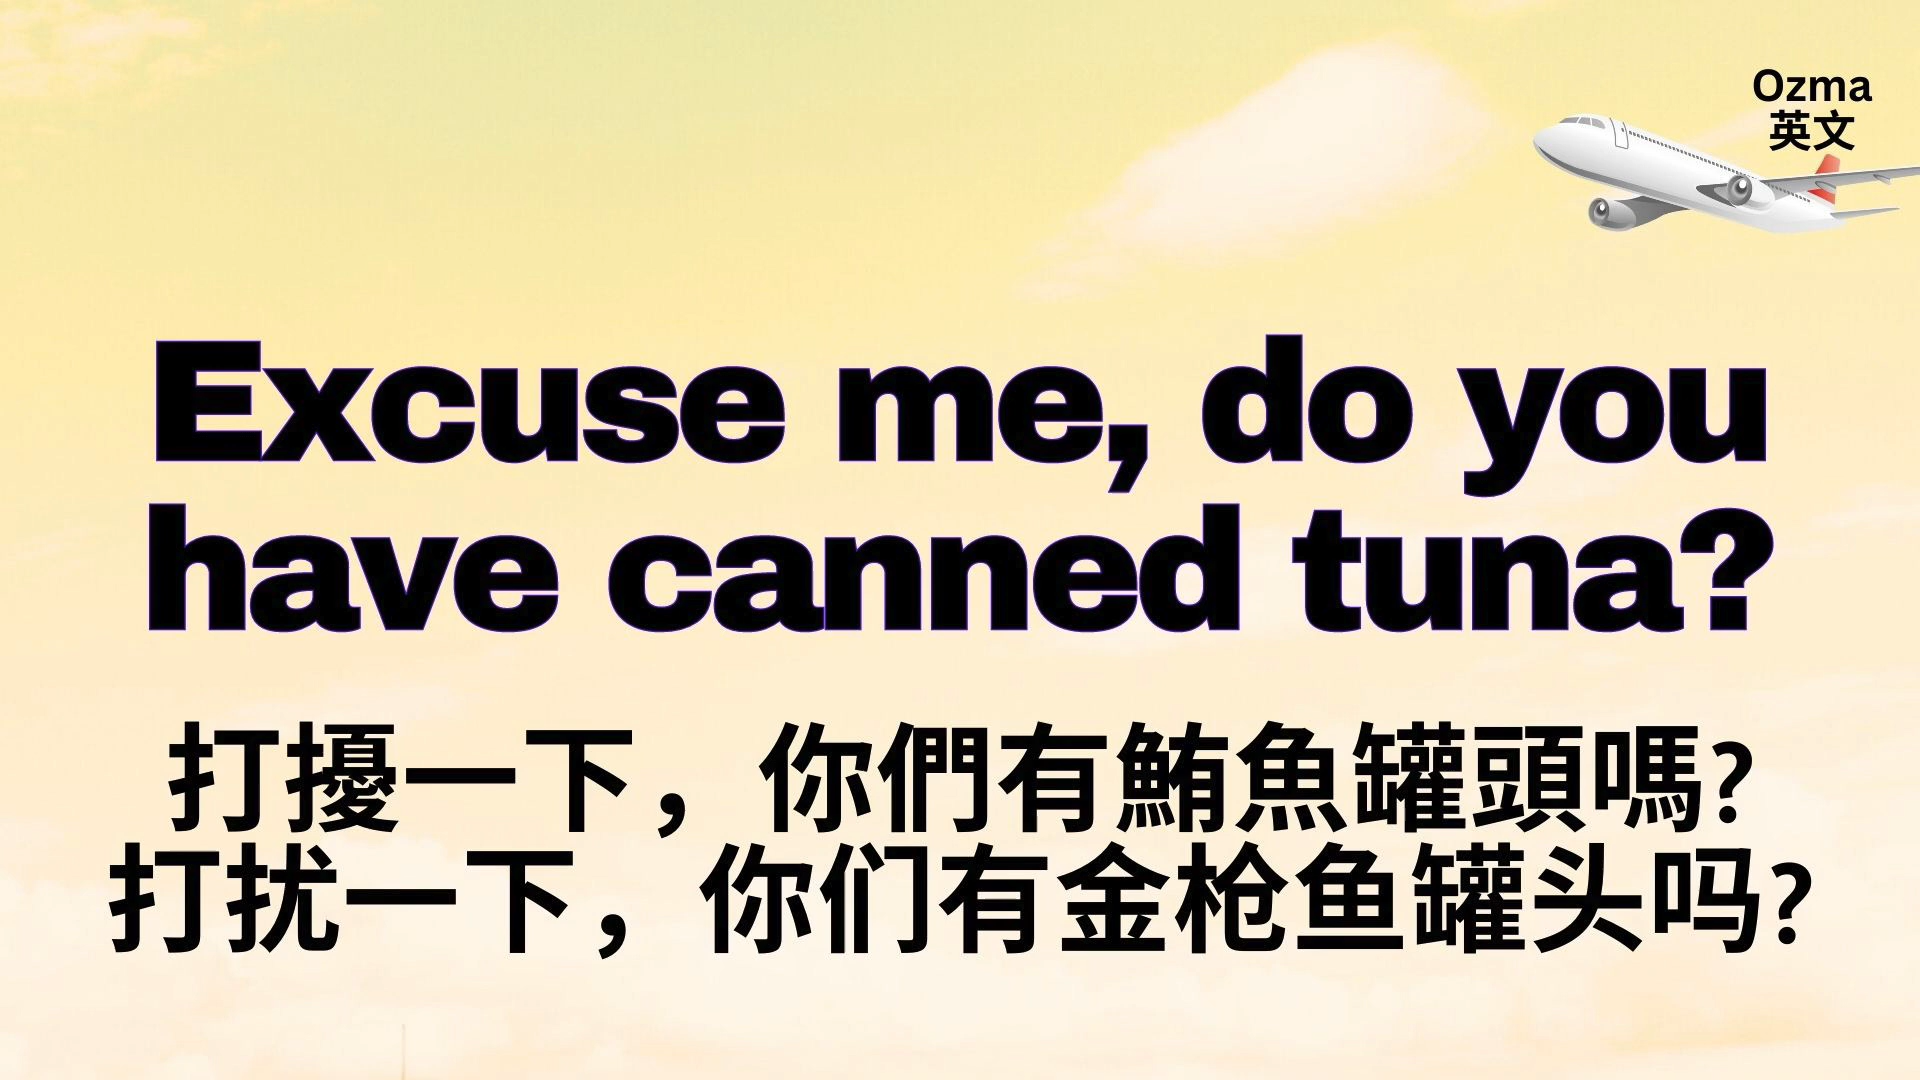 Ozma
英文
Excuse me, do you
have canned tuna?
打擾一下，你們有鮪魚罐頭嗎?
打扰一下，你们有金枪鱼罐头吗?